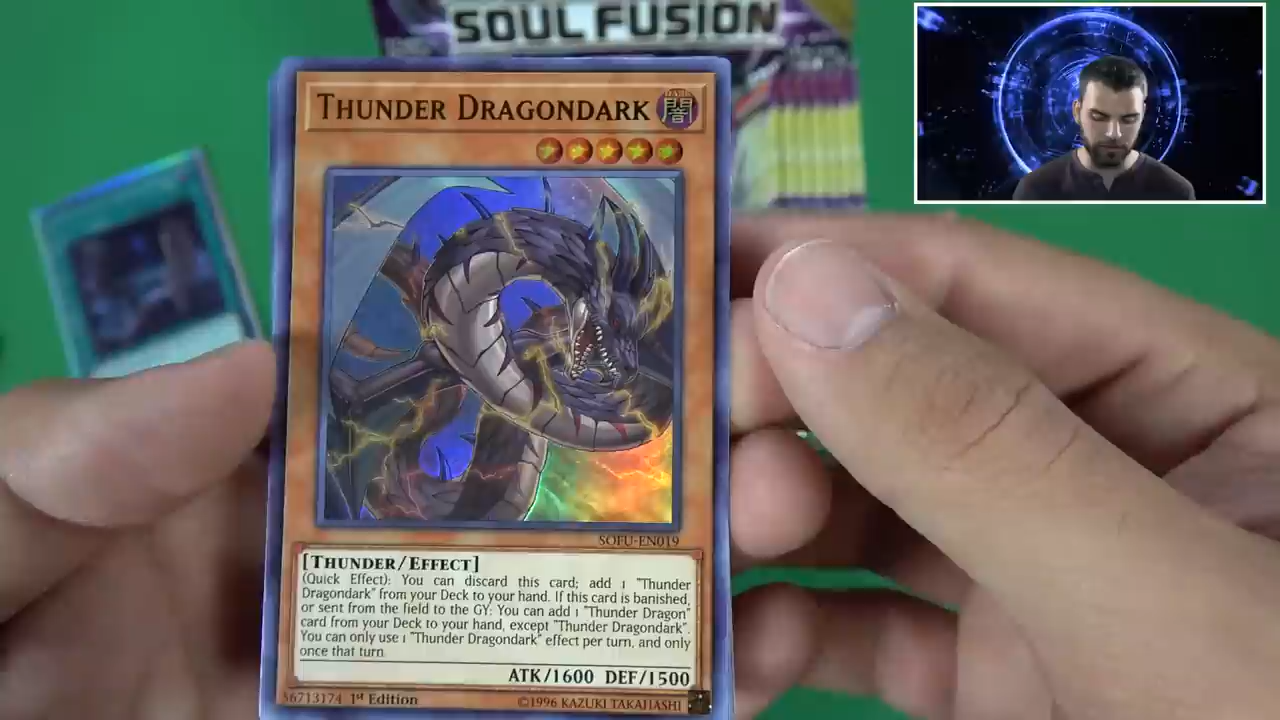 SOUL FUSION
THUNDER DRAGONDARK
DARK
闇
SOFU-EN019
[THUNDER/EFFECT]
(Quick Effect): You can discard this card; add 1 "Thunder
Dragondark" from your Deck to your hand. If this card is banished,
or sent from the field to the GY: You can add 1 "Thunder Dragon"
card from your Deck to your hand, except "Thunder Dragondark".
You can only use 1 "Thunder Dragondark" effect per turn, and only
once that turn.
ATK/1600 DEF/1500
56713174 1st Edition ©1996 KAZUKI TAKAHASHI